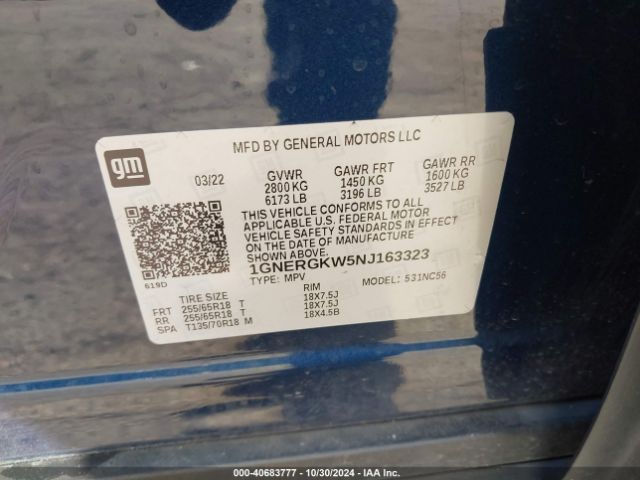 MFD BY GENERAL MOTORS LLC
gm
03/22
GVWR GAWR FRT GAWR RR
2800 KG 1450 KG 1600 KG
6173 LB 3196 LB 3527 LB
THIS VEHICLE CONFORMS TO ALL
APPLICABLE U.S. FEDERAL MOTOR
VEHICLE SAFETY STANDARDS IN EFFECT
ON THE DATE OF MANUFACTURE
SHOWN ABOVE.
1GNERGKW5NJ163323
619D
TYPE: MPV MODEL: 531NC56
TIRE SIZE RIM
FRT 255/65R18 T 18X7.5J
RR 255/65R18 T 18X7.5J
SPA T135/70R18 M 18X4.5B
000-40683777 - 10/30/2024 - IAA Inc.